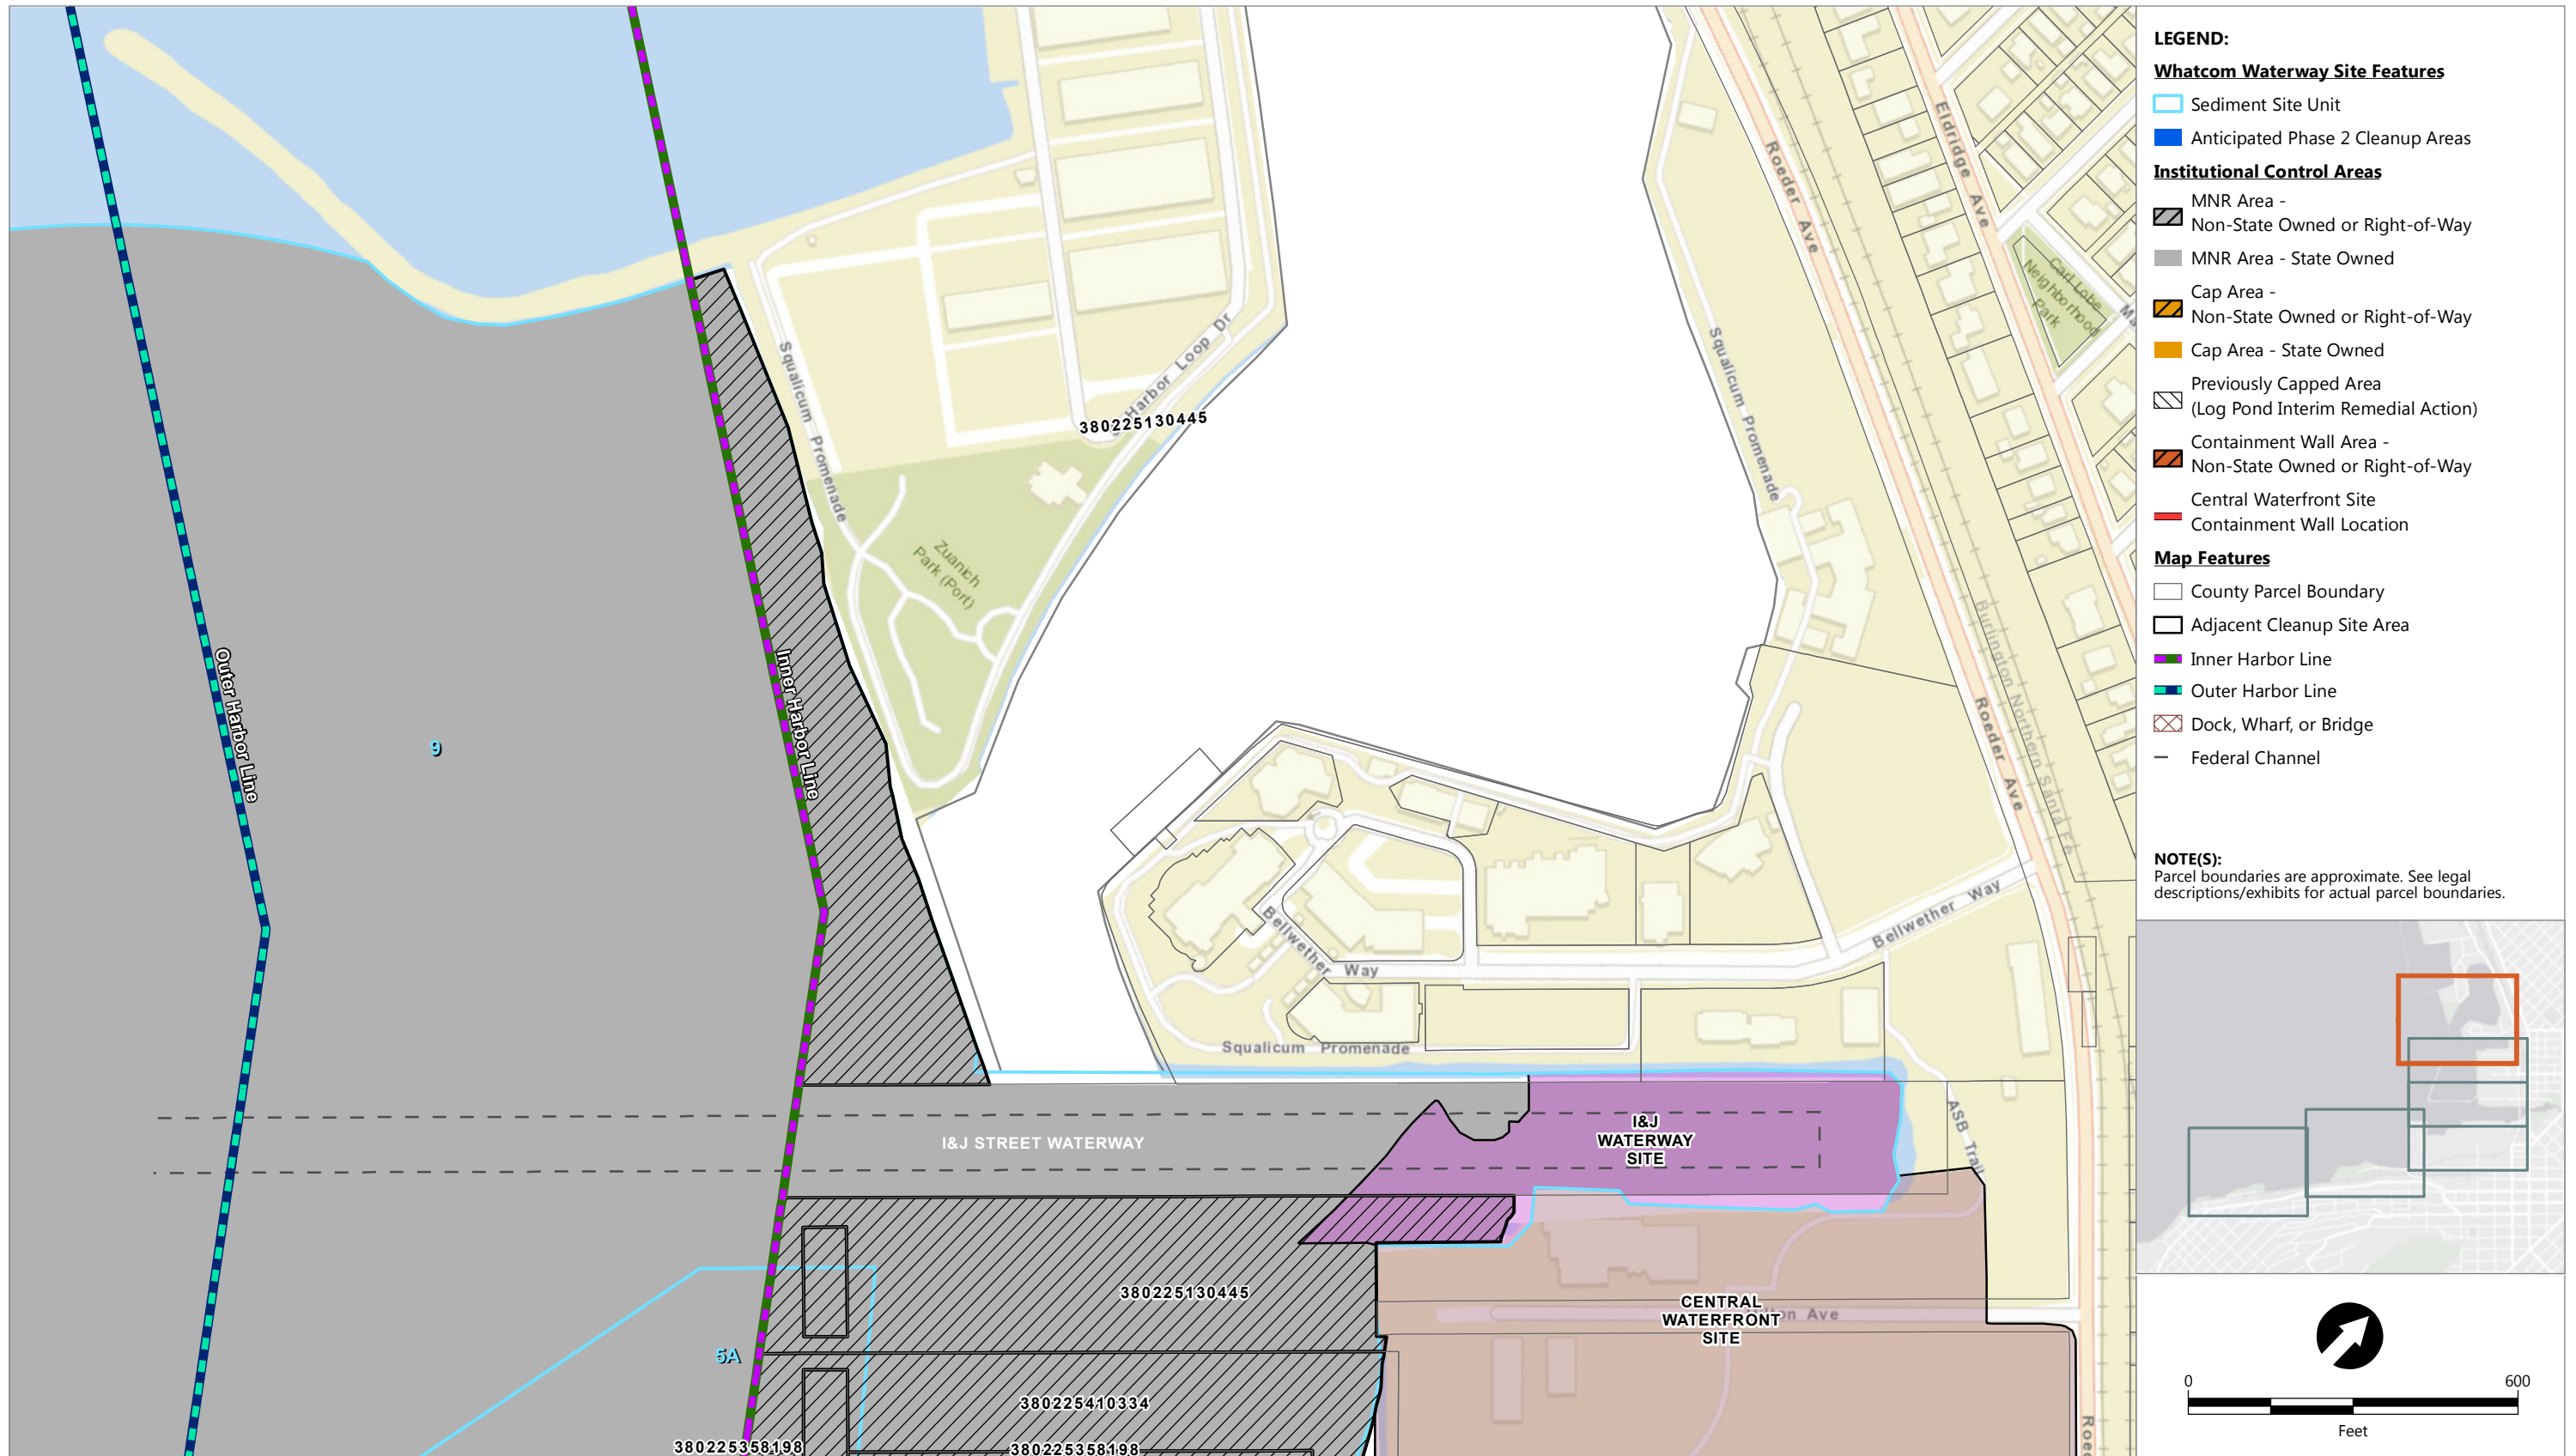 Roeder Ave
Eldridge Ave
Carl Lobe
Neighborhood
Park
Squalicum Promenade
Harbor Loop Dr
380225130445
Squalicum Promenade
Zuanich
Park (Port)
Burlington Northern Santa Fe
Outer Harbor Line
Inner Harbor Line
9
Roeder Ave
Bellwether Way
Bellwether Way
Squalicum Promenade
ASB Trail
I&J STREET WATERWAY
I&J
WATERWAY
SITE
380225130445
CENTRAL
WATERFRONT
SITE
Ave
5A
380225410334
380225358198
380225358198
LEGEND:
Whatcom Waterway Site Features
Sediment Site Unit
Anticipated Phase 2 Cleanup Areas
Institutional Control Areas
MNR Area -
Non-State Owned or Right-of-Way
MNR Area - State Owned
Cap Area -
Non-State Owned or Right-of-Way
Cap Area - State Owned
Previously Capped Area
(Log Pond Interim Remedial Action)
Containment Wall Area -
Non-State Owned or Right-of-Way
Central Waterfront Site
Containment Wall Location
Map Features
County Parcel Boundary
Adjacent Cleanup Site Area
Inner Harbor Line
Outer Harbor Line
Dock, Wharf, or Bridge
Federal Channel
NOTE(S):
Parcel boundaries are approximate. See legal
descriptions/exhibits for actual parcel boundaries.
0 600
Feet